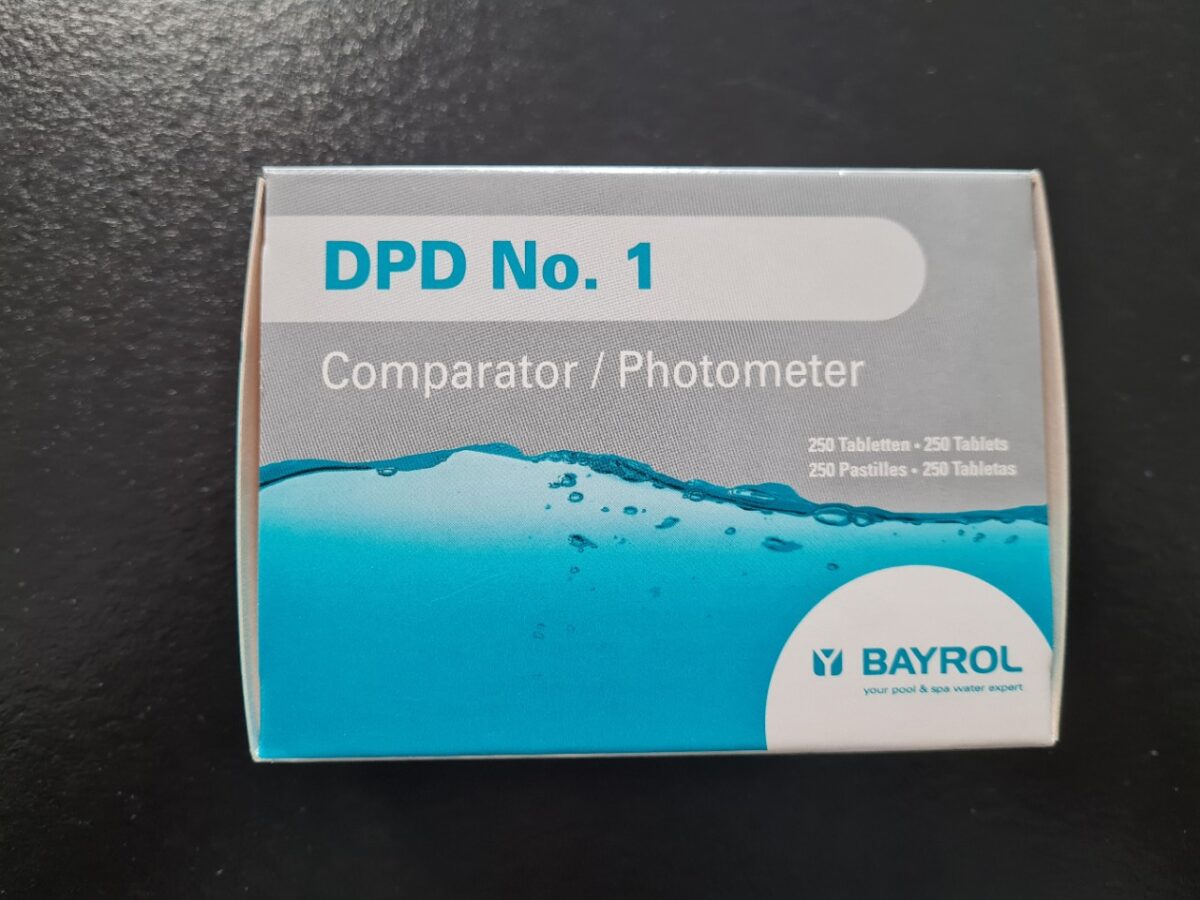 DPD No. 1
Comparator / Photometer
250 Tabletten • 250 Tablets
250 Pastilles • 250 Tabletas
BAYROL
your pool & spa water expert